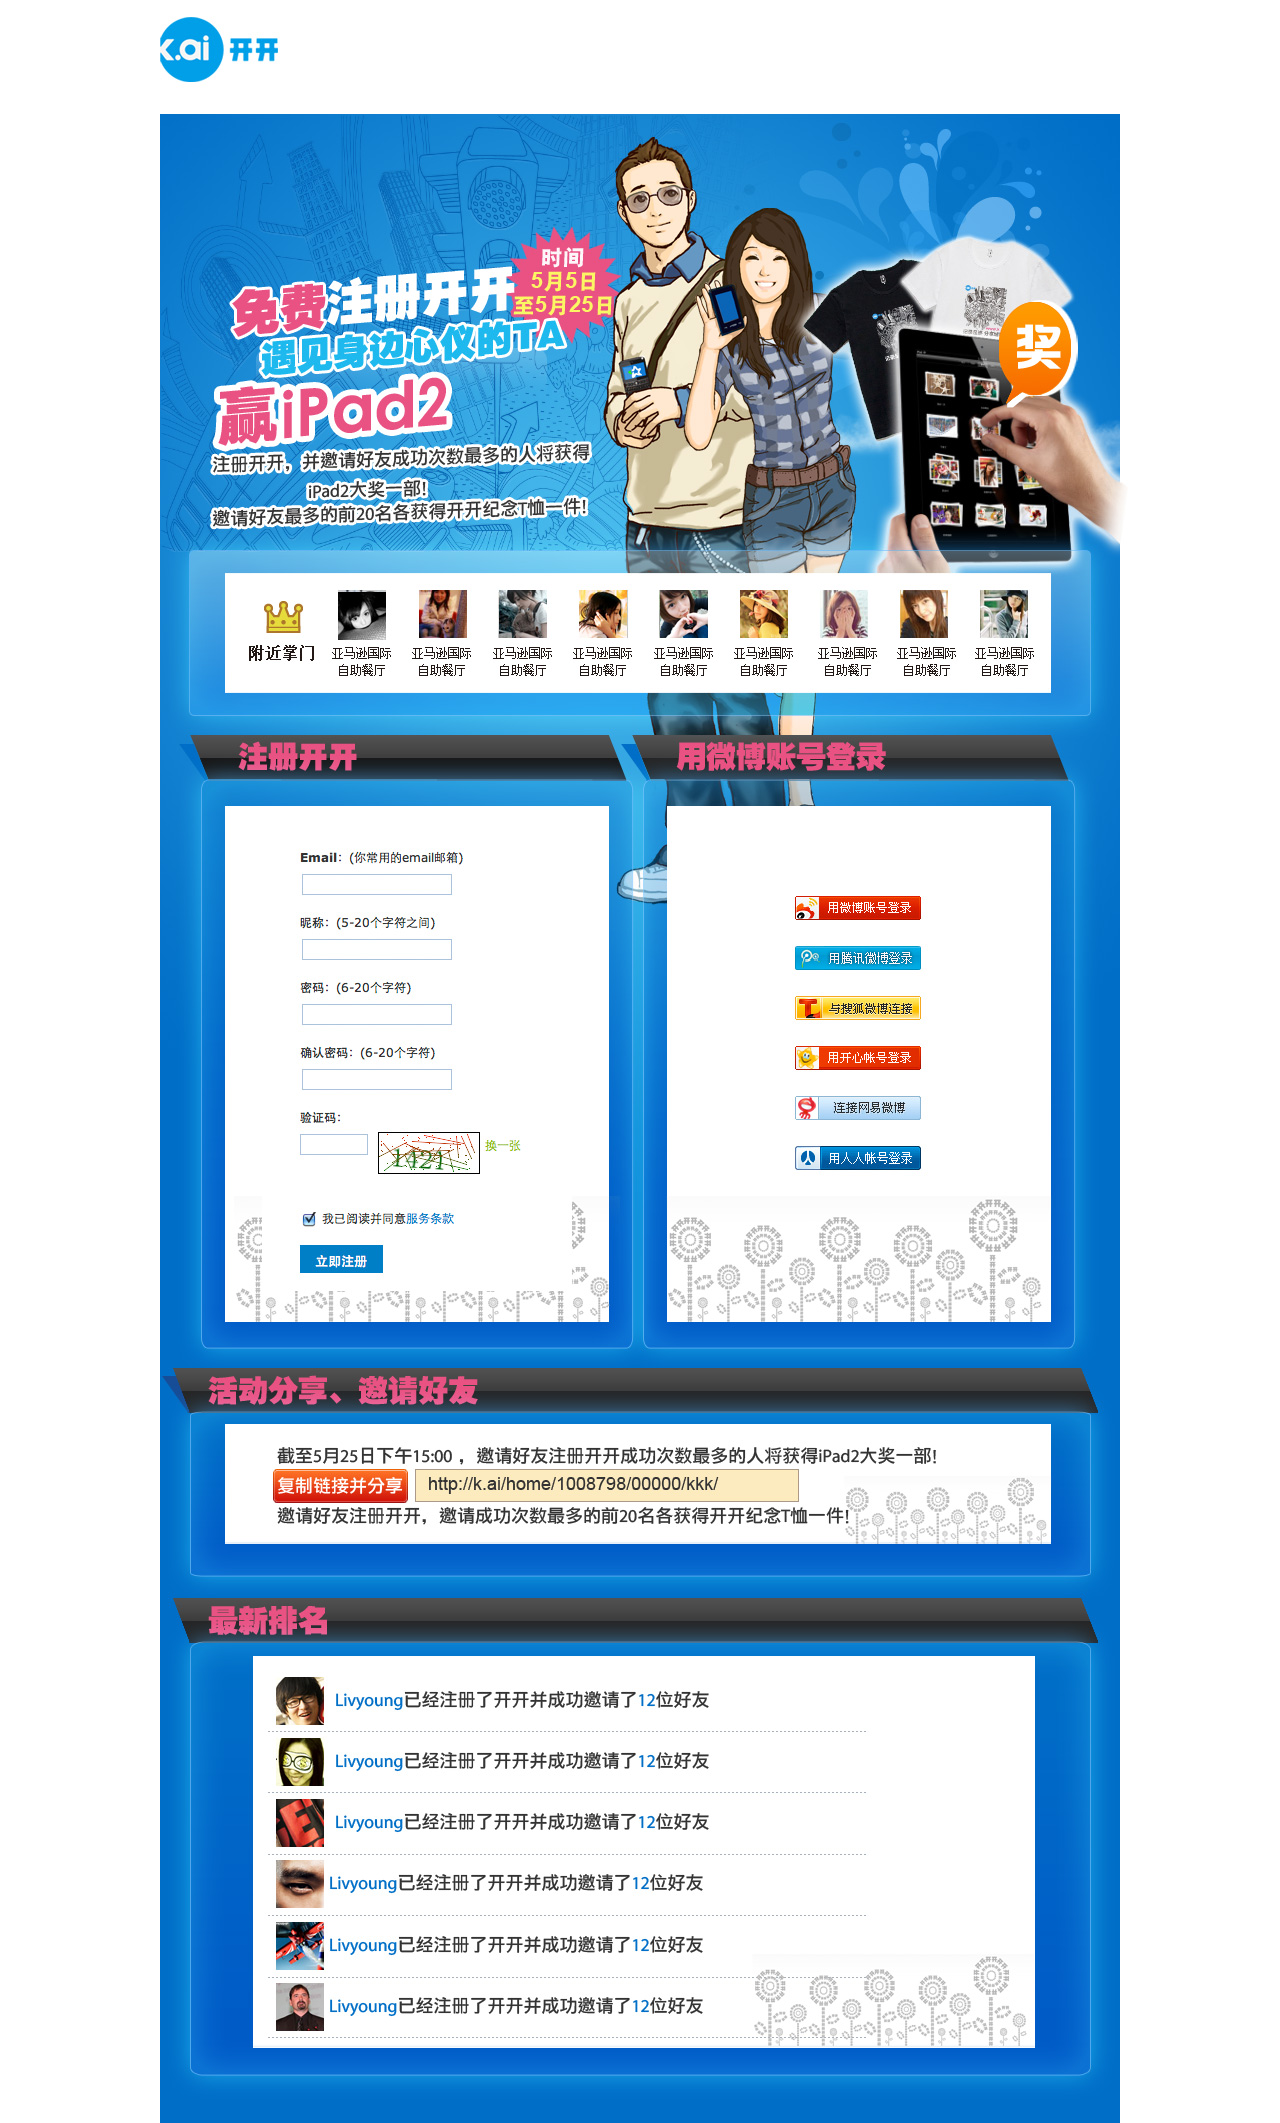 k.ai 开开
时间
5月5日
至5月25日
免费注册开开
遇见身边心仪的TA
赢iPad2
奖
注册开开，并邀请好友成功次数最多的人将获得
iPad2大奖一部!
邀请好友最多的前20名各获得开开纪念T恤一件!
附近掌门
亚马逊国际 亚马逊国际 亚马逊国际 亚马逊国际 亚马逊国际 亚马逊国际 亚马逊国际 亚马逊国际 亚马逊国际
自助餐厅 自助餐厅 自助餐厅 自助餐厅 自助餐厅 自助餐厅 自助餐厅 自助餐厅 自助餐厅
注册开开
Email：(你常用的email邮箱)
昵称：(5-20个字符之间)
密码：(6-20个字符)
确认密码：(6-20个字符)
验证码：
1421 换一张
我已阅读并同意服务条款
立即注册
用微博账号登录
用微博账号登录
用腾讯微博登录
与搜狐微博连接
用开心帐号登录
连接网易微博
用人人帐号登录
活动分享、邀请好友
截至5月25日下午15:00 ，邀请好友注册开开成功次数最多的人将获得iPad2大奖一部!
复制链接并分享 http://k.ai/home/1008798/00000/kkk/
邀请好友注册开开，邀请成功次数最多的前20名各获得开开纪念T恤一件!
最新排名
Livyoung已经注册了开开并成功邀请了12位好友
Livyoung已经注册了开开并成功邀请了12位好友
Livyoung已经注册了开开并成功邀请了12位好友
Livyoung已经注册了开开并成功邀请了12位好友
Livyoung已经注册了开开并成功邀请了12位好友
Livyoung已经注册了开开并成功邀请了12位好友